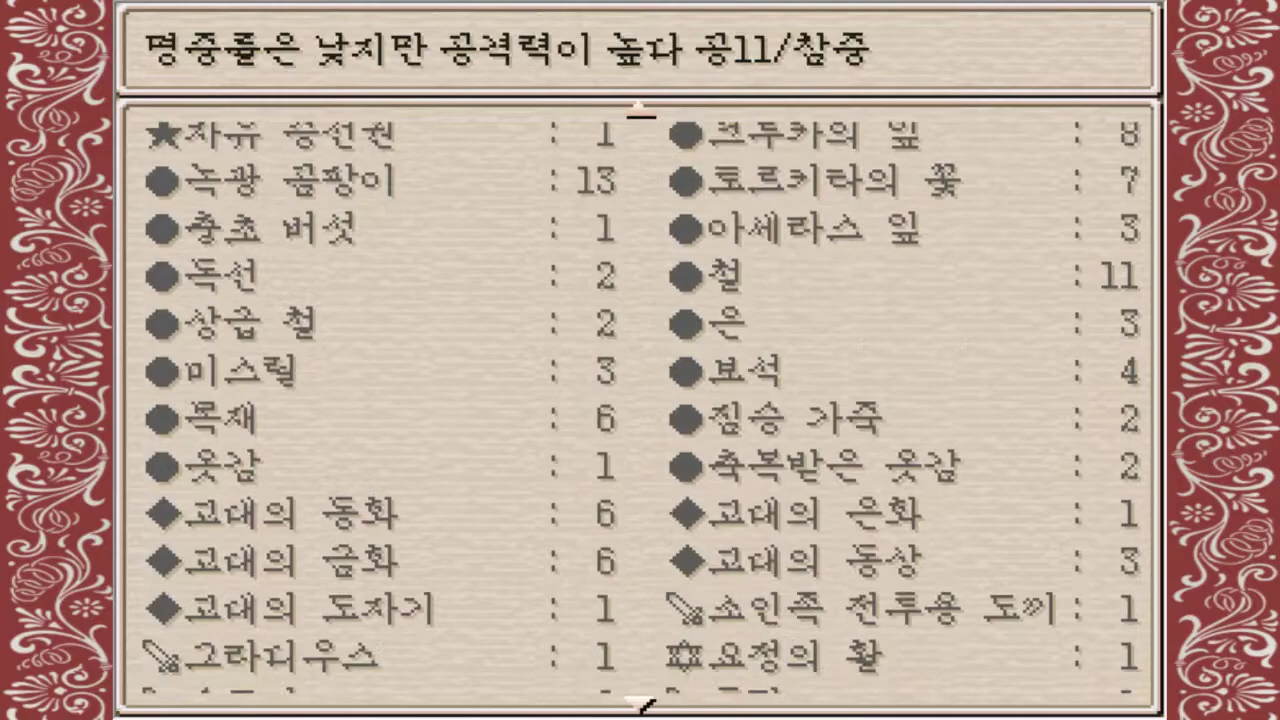 명중률은 낮지만 공격력이 높다 공11/참중
★자유 승선권 : 1 ●크두카의 잎 : 8
●녹광 곰팡이 : 13 ●토르키라의 꽃 : 7
●충초 버섯 : 1 ●아세라스 잎 : 3
●독선 : 2 ●철 : 11
●상급 철 : 2 ●은 : 3
●미스릴 : 3 ●보석 : 4
●목재 : 6 ●짐승 가죽 : 2
●옷감 : 1 ●축복받은 옷감 : 2
◆고대의 동화 : 6 ◆고대의 은화 : 1
◆고대의 금화 : 6 ◆고대의 동상 : 3
◆고대의 도자기 : 1 소인족 전투용 도끼 : 1
그라디우스 : 1 요정의 활 : 1